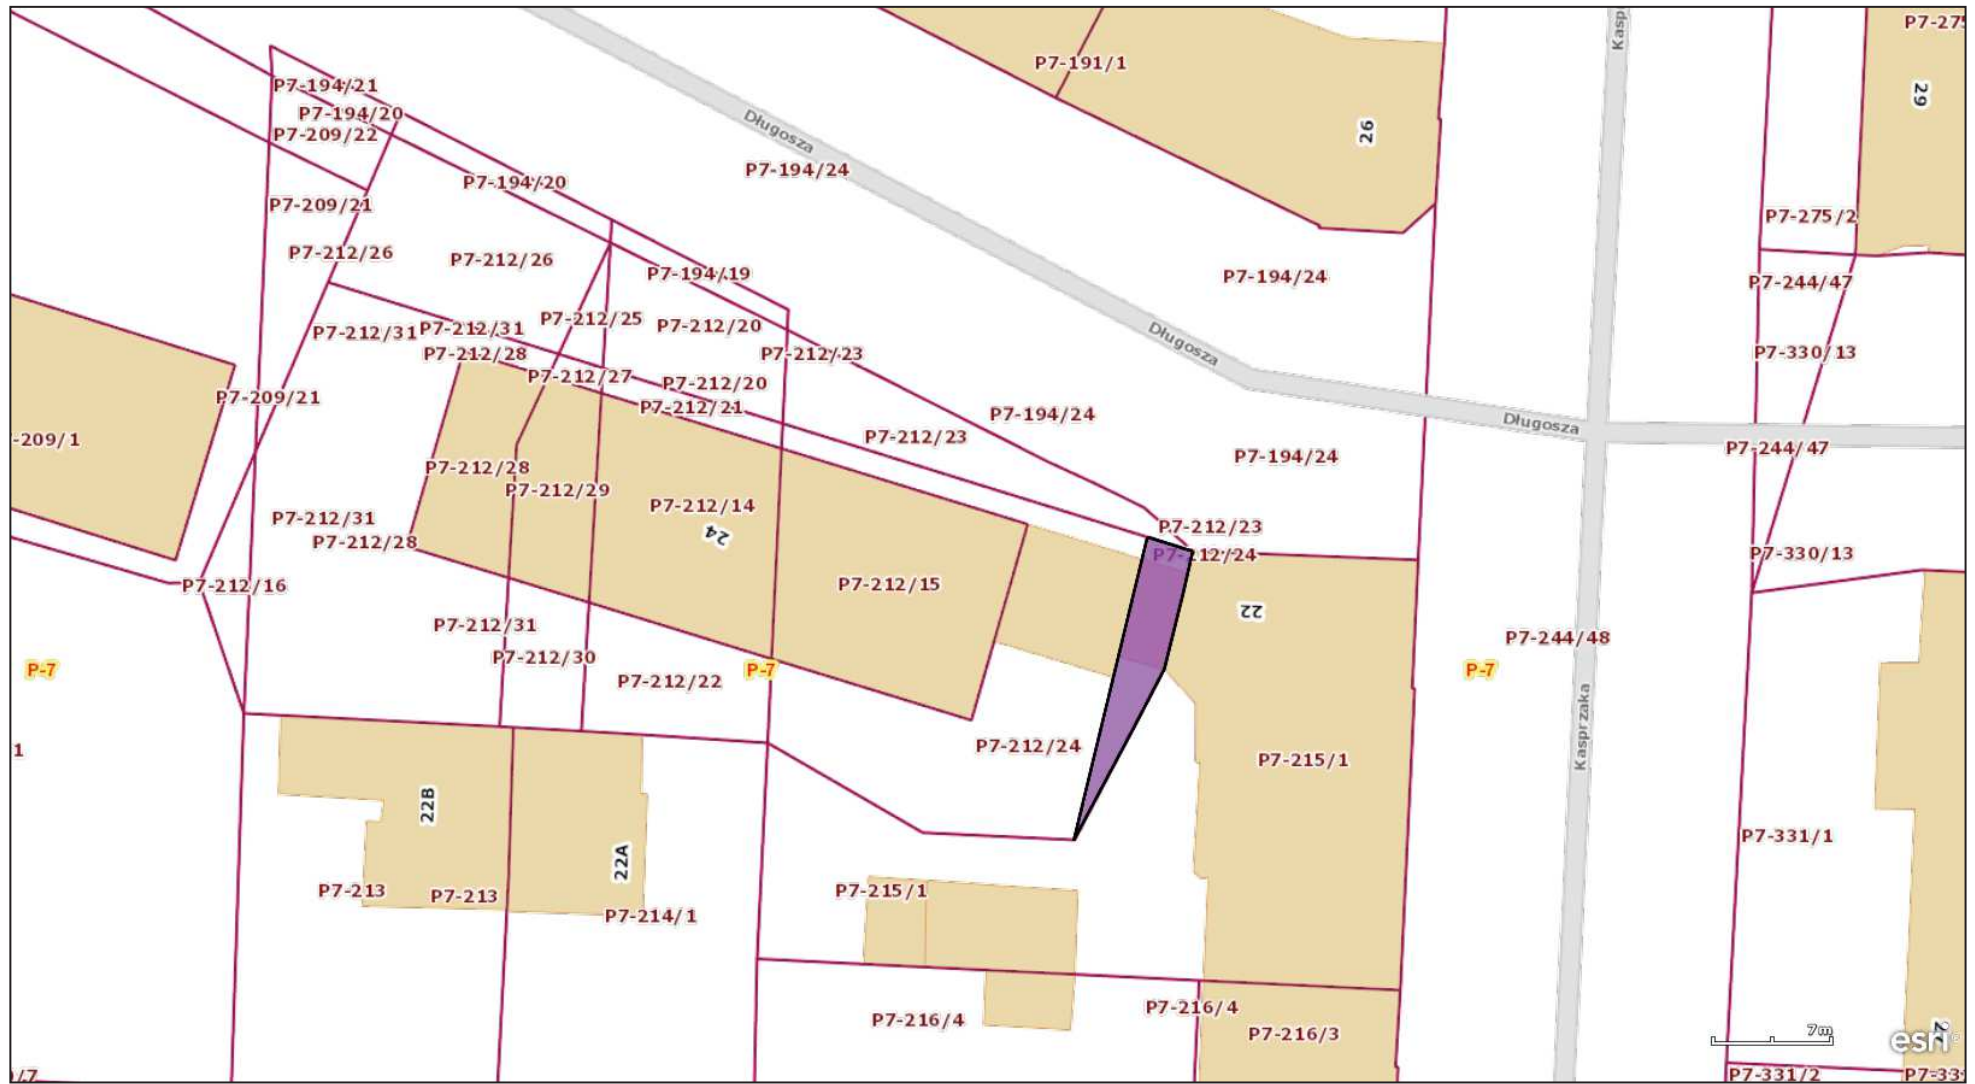 P7-191/1
Kasp
P7-27
29
P7-194/21
P7-194/20
P7-209/22
Długosza
26
P7-194/20
P7-194/24
P7-209/21
P7-275/2
P7-212/26
P7-212/26
P7-194/19
P7-194/24
P7-244/47
P7-212/31
P7-212/31
P7-212/25
P7-212/20
Długosza
P7-212/28
P7-212/23
P7-330/13
P7-212/27
P7-212/20
P7-209/21
P7-212/21
P7-194/24
Długosza
-209/1
P7-212/23
P7-194/24
P7-244/47
P7-212/28
P7-212/29
P7-212/14
24
P7-212/31
P7-212/23
P7-212/28
P7-212/24
P7-330/13
P7-212/16
P7-212/15
22
P7-212/31
P7-244/48
P7-212/30
P-7
P-7
P-7
P7-212/22
Kasprzaka
1
P7-212/24
P7-215/1
22B
22A
P7-331/1
P7-213
P7-213
P7-215/1
P7-214/1
P7-216/4
P7-216/4
P7-216/3
7m
esri
P7-331/2
P7-33
/7